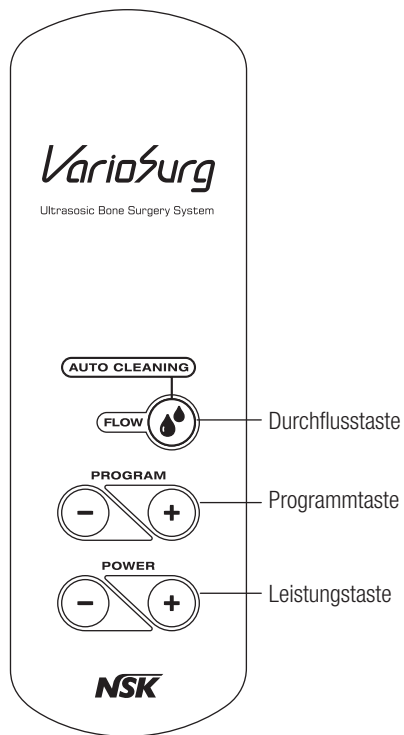 VarioSurg
Ultrasosic Bone Surgery System
AUTO CLEANING
FLOW
Durchflusstaste
PROGRAM
− +
Programmtaste
POWER
− +
Leistungstaste
NSK